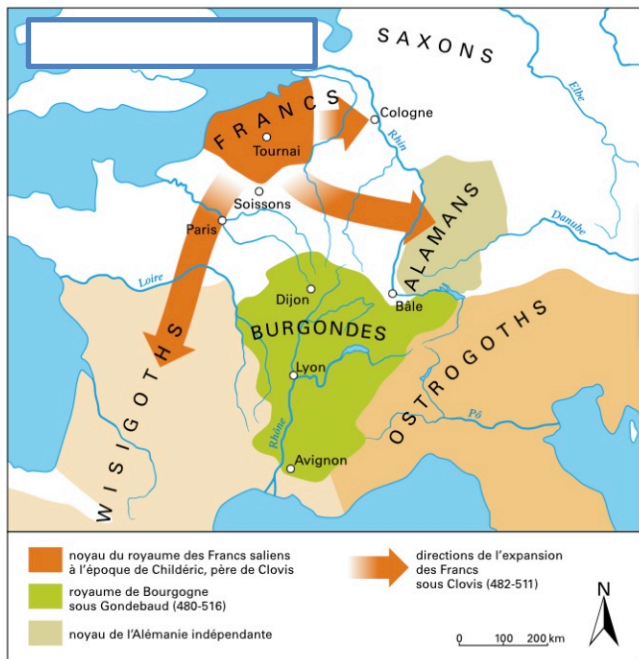 SAXONS
Elbe
FRANCS
Cologne
Rhin
Tournai
Soissons
Paris
ALAMANS
Danube
Loire
Dijon
Bâle
BURGONDES
WISIGOTHS
Lyon
OSTROGOTHS
Rhône
Pô
Avignon
noyau du royaume des Francs saliens
à l'époque de Childéric, père de Clovis
royaume de Bourgogne
sous Gondebaud (480-516)
noyau de l'Alémanie indépendante
directions de l'expansion
des Francs
sous Clovis (482-511)
N
0 100 200 km